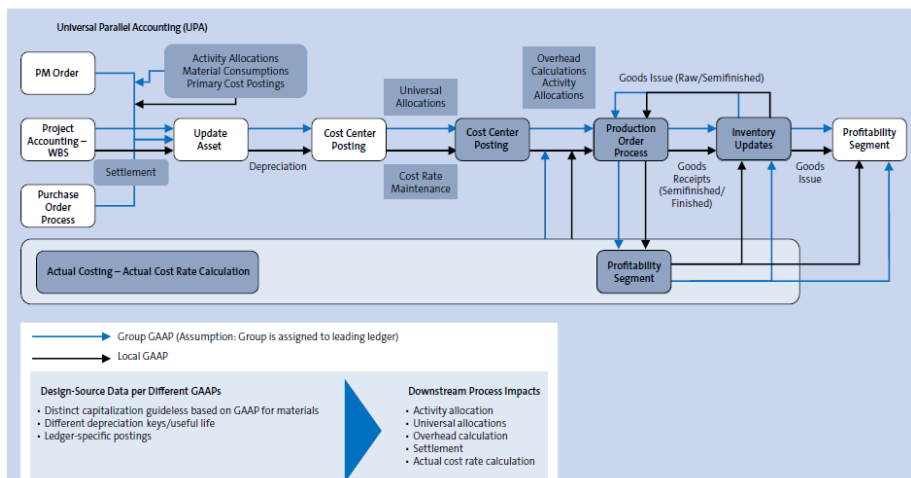 Universal Parallel Accounting (UPA)
PM Order
Activity Allocations
Material Consumptions
Primary Cost Postings
Universal
Allocations
Overhead
Calculations
Activity
Allocations
Goods Issue (Raw/Semifinished)
Project
Accounting –
WBS
Update
Asset
Cost Center
Posting
Cost Center
Posting
Production
Order
Process
Inventory
Updates
Profitability
Segment
Settlement
Depreciation
Cost Rate
Maintenance
Goods
Receipts
(Semifinished/
Finished)
Goods
Issue
Purchase
Order
Process
Actual Costing – Actual Cost Rate Calculation
Profitability
Segment
Group GAAP (Assumption: Group is assigned to leading ledger)
Local GAAP
Design-Source Data per Different GAAPs
• Distinct capitalization guideless based on GAAP for materials
• Different depreciation keys/useful life
• Ledger-specific postings
Downstream Process Impacts
• Activity allocation
• Universal allocations
• Overhead calculation
• Settlement
• Actual cost rate calculation